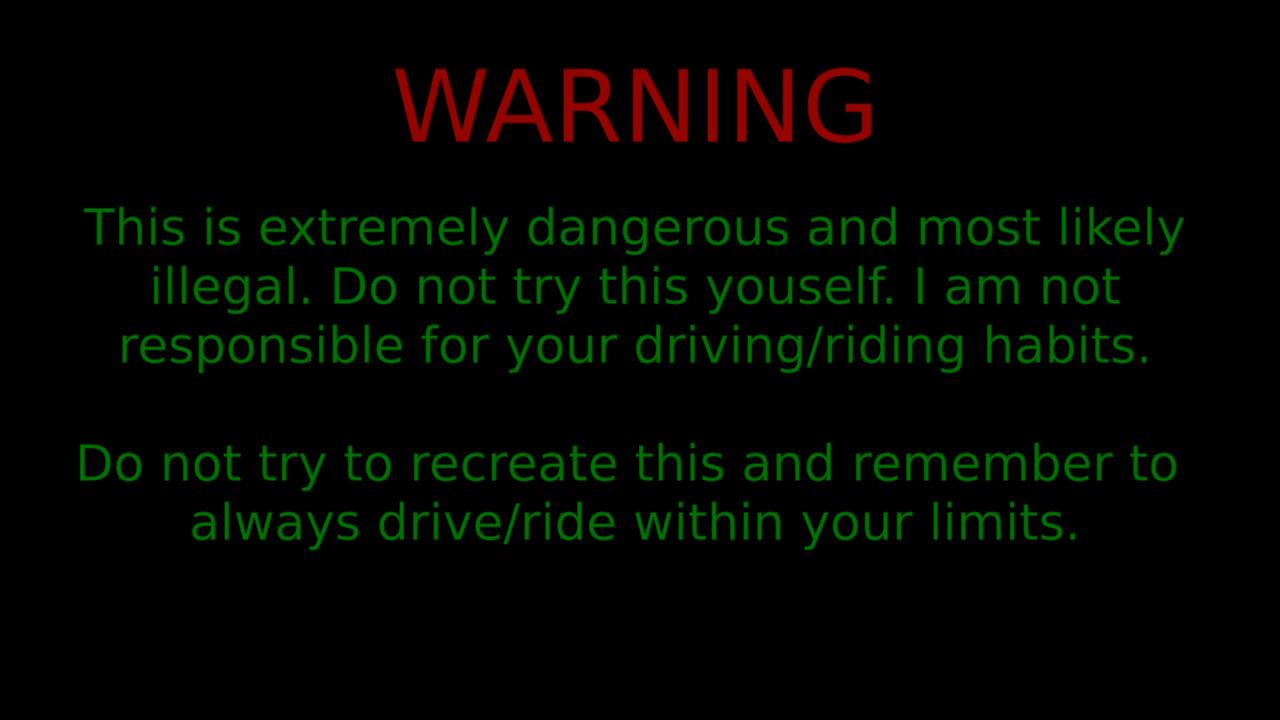 WARNING
This is extremely dangerous and most likely
illegal. Do not try this youself. I am not
responsible for your driving/riding habits.
Do not try to recreate this and remember to
always drive/ride within your limits.